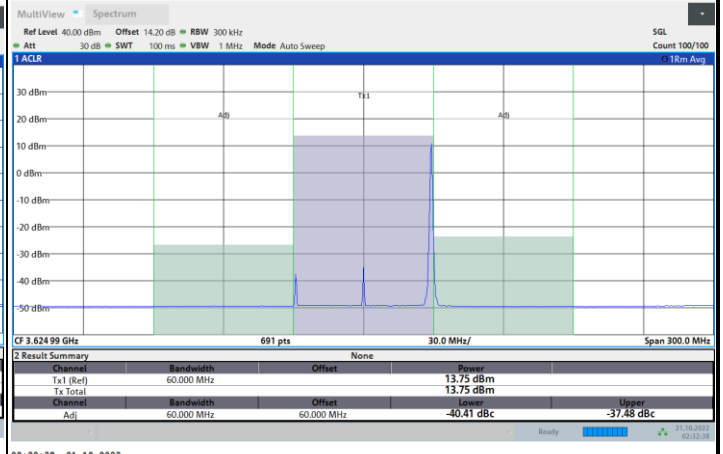 MultiView Spectrum
Ref Level 40.00 dBm Offset 14.20 dB RBW 300 kHz SGL
Att 30 dB SWT 100 ms VBW 1 MHz Mode Auto Sweep Count 100/100
1 ACLR 1Rm Avg
Tx1
Adj Adj
30 dBm
20 dBm
10 dBm
0 dBm
-10 dBm
-20 dBm
-30 dBm
-40 dBm
-50 dBm
CF 3.624 99 GHz 691 pts 30.0 MHz/ Span 300.0 MHz
2 Result Summary None
Channel Bandwidth Offset Power
Tx1 (Ref) 60.000 MHz 13.75 dBm
Tx Total 13.75 dBm
Channel Bandwidth Offset Lower Upper
Adj 60.000 MHz 60.000 MHz -40.41 dBc -37.48 dBc
Ready 21.10.2022
02:32:38